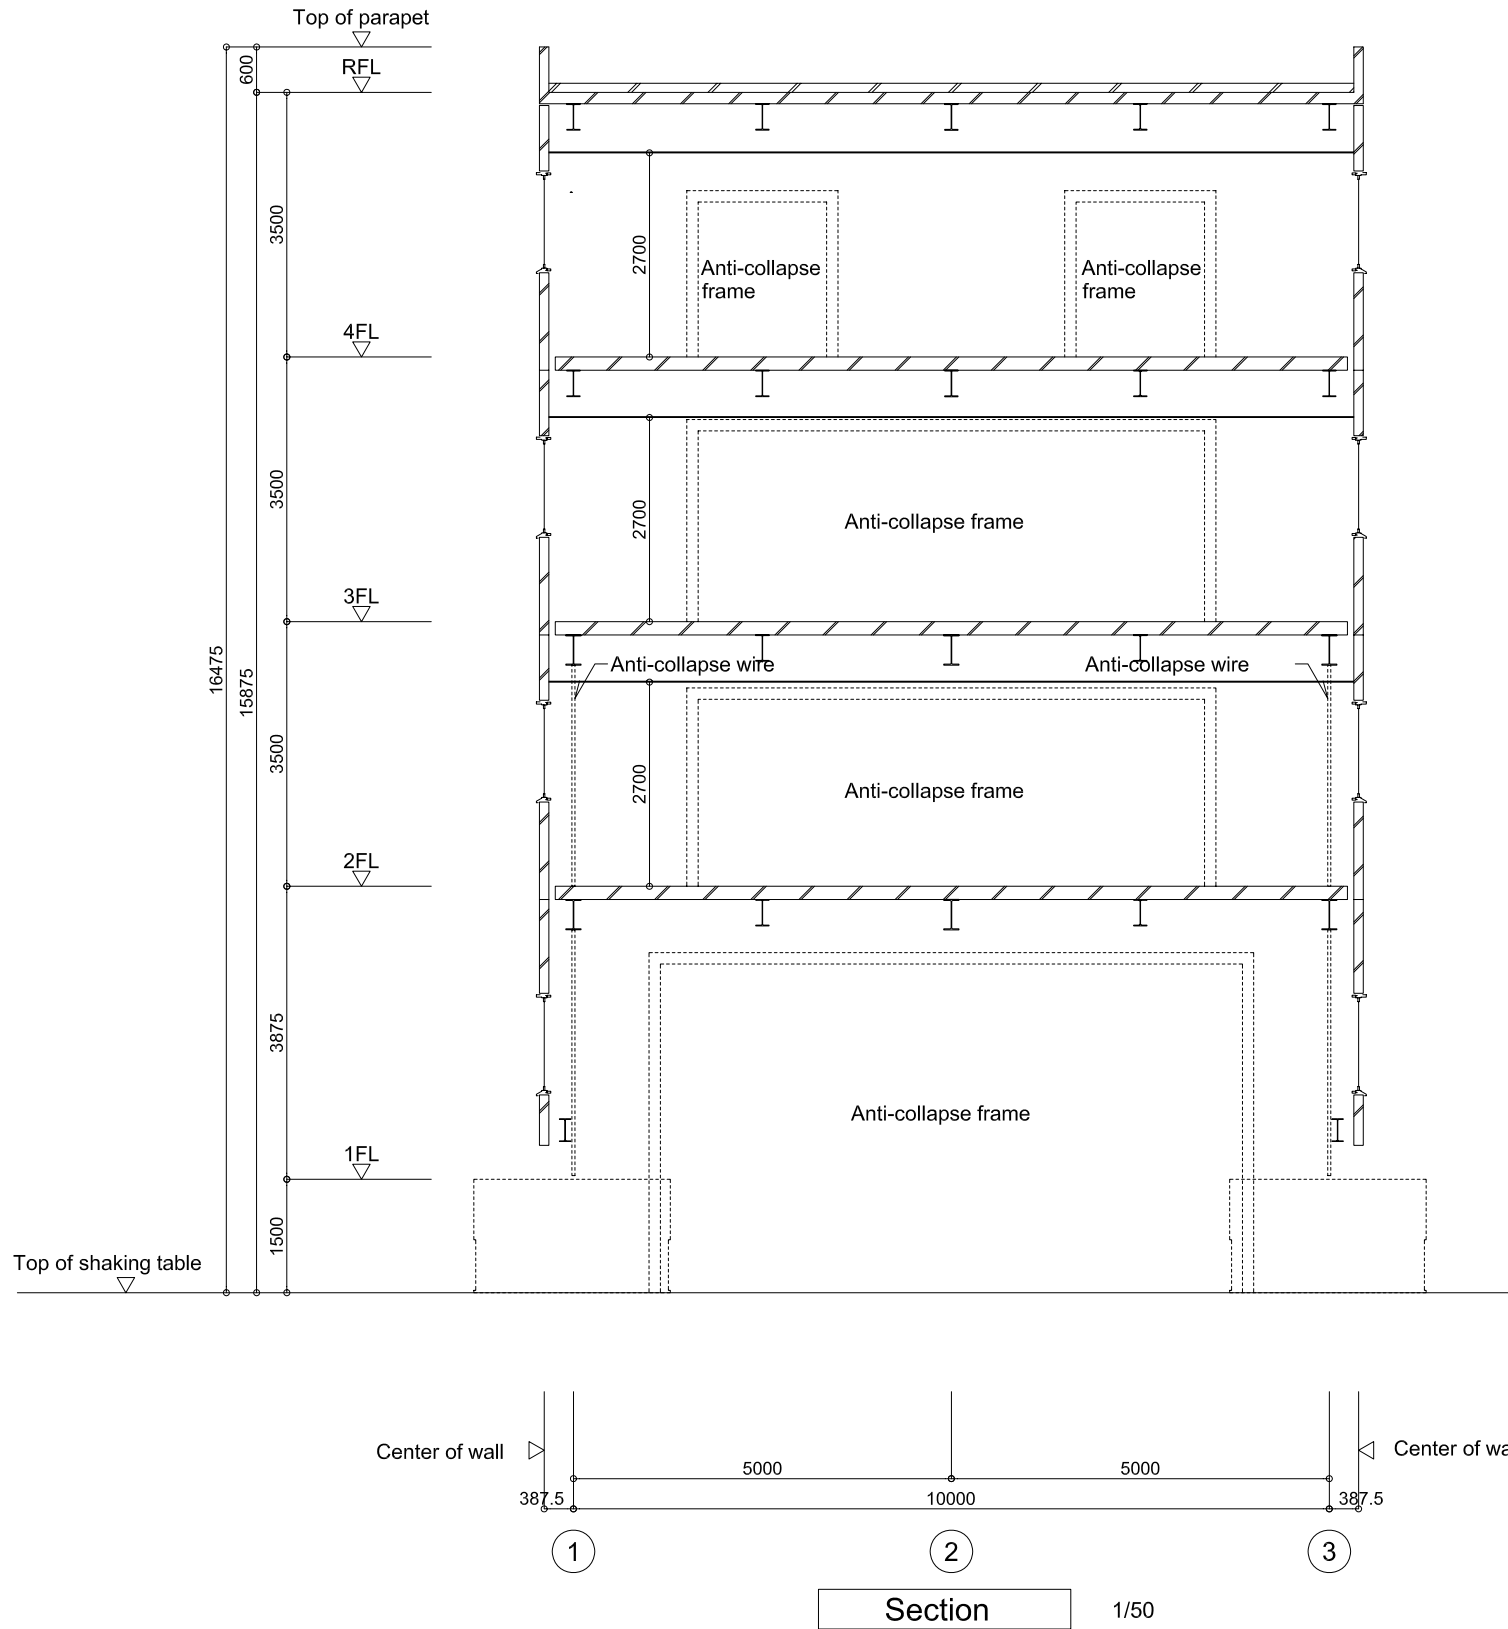 Top of parapet
600
RFL
3500
2700
Anti-collapse
frame
Anti-collapse
frame
4FL
3500
2700
Anti-collapse frame
3FL
16475
15875
Anti-collapse wire
Anti-collapse wire
3500
2700
Anti-collapse frame
2FL
3875
Anti-collapse frame
1FL
1500
Top of shaking table
Center of wall
Center of wa
5000
5000
387.5
10000
387.5
1
2
3
Section
1/50